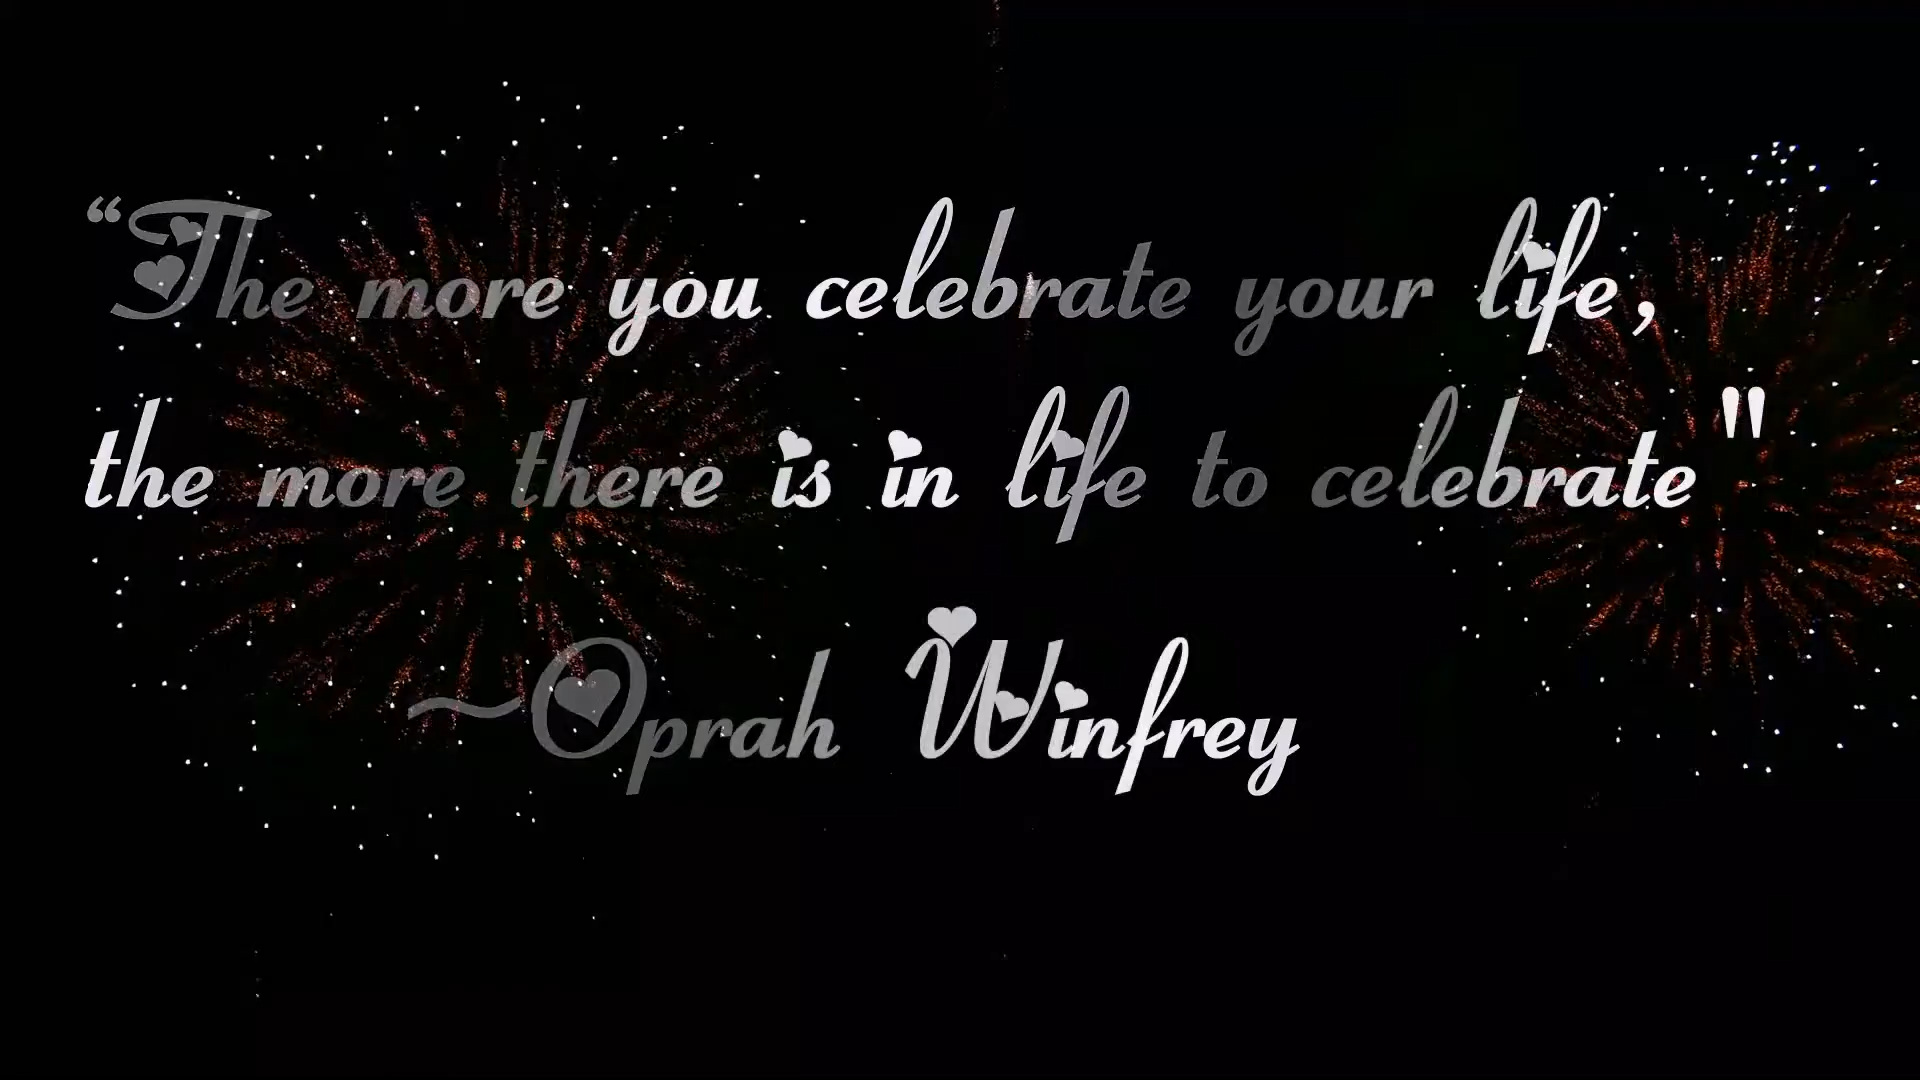 “The more you celebrate your life,
the more there is in life to celebrate"
~Oprah Winfrey